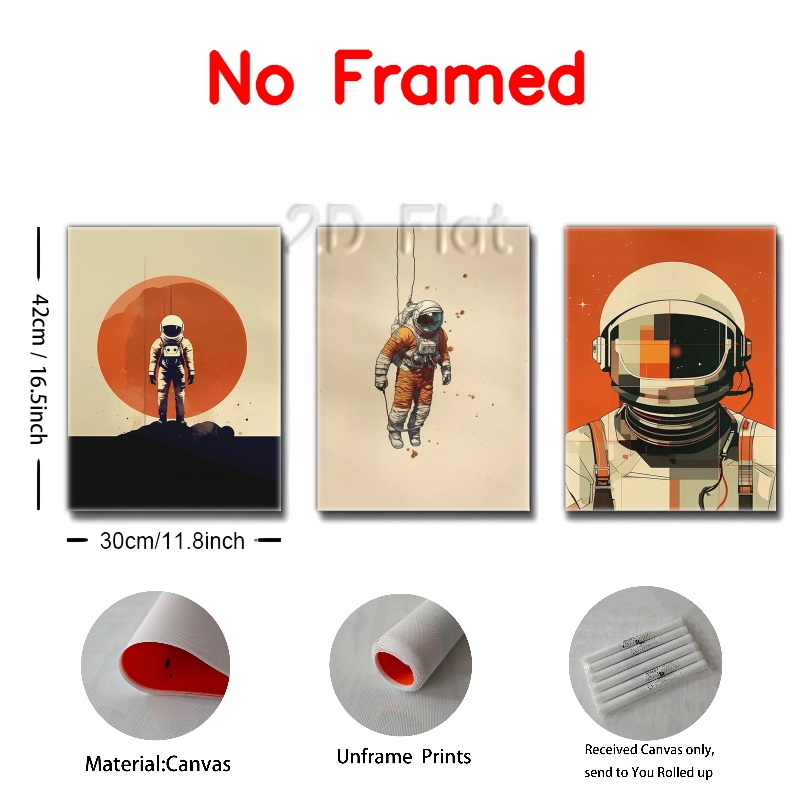 No Framed
2D Flat
42cm / 16.5inch
30cm/11.8inch
Material:Canvas
Unframe Prints
Received Canvas only,
send to You Rolled up